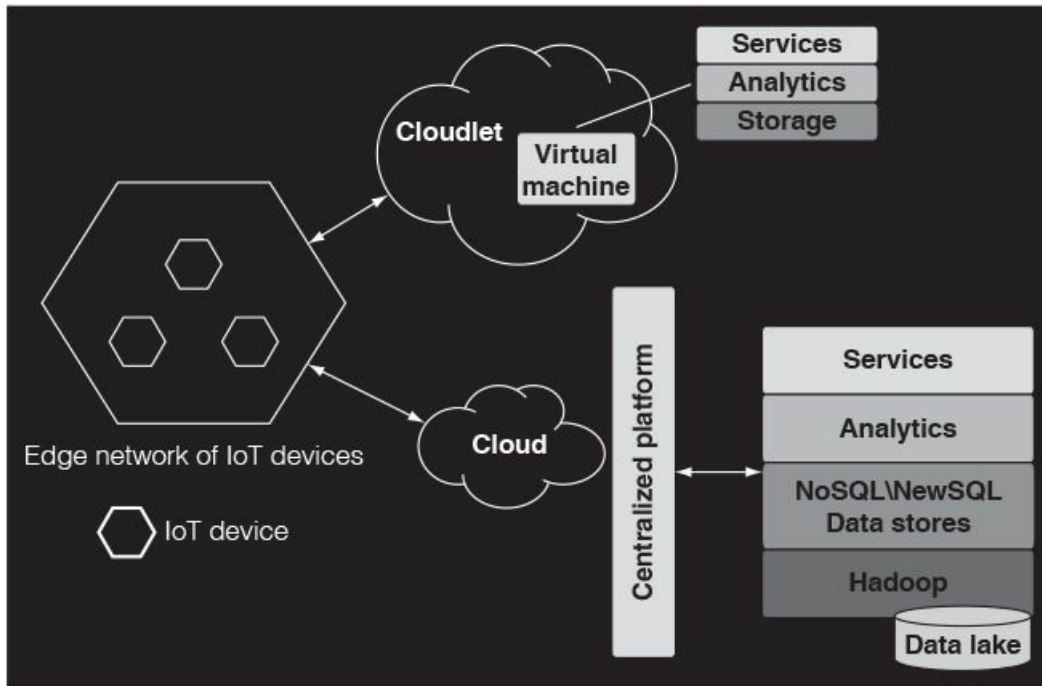 Services
Analytics
Storage
Cloudlet
Virtual
machine
Edge network of IoT devices
IoT device
Cloud
Centralized platform
Services
Analytics
NoSQL\NewSQL
Data stores
Hadoop
Data lake